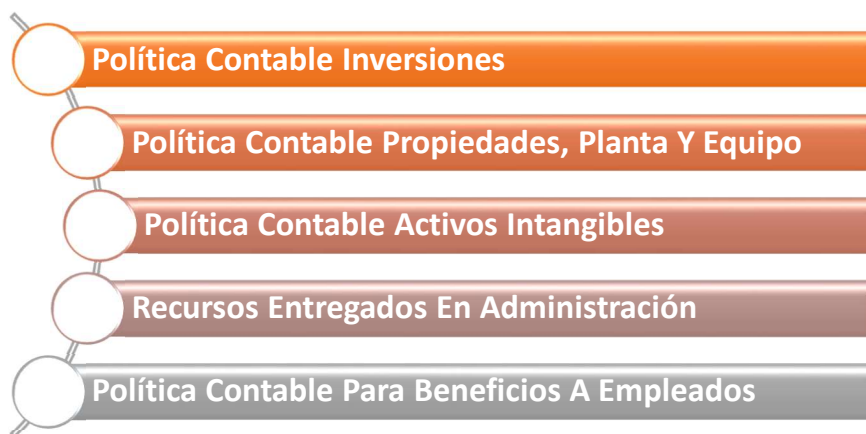 Política Contable Inversiones
Política Contable Propiedades, Planta Y Equipo
Política Contable Activos Intangibles
Recursos Entregados En Administración
Política Contable Para Beneficios A Empleados